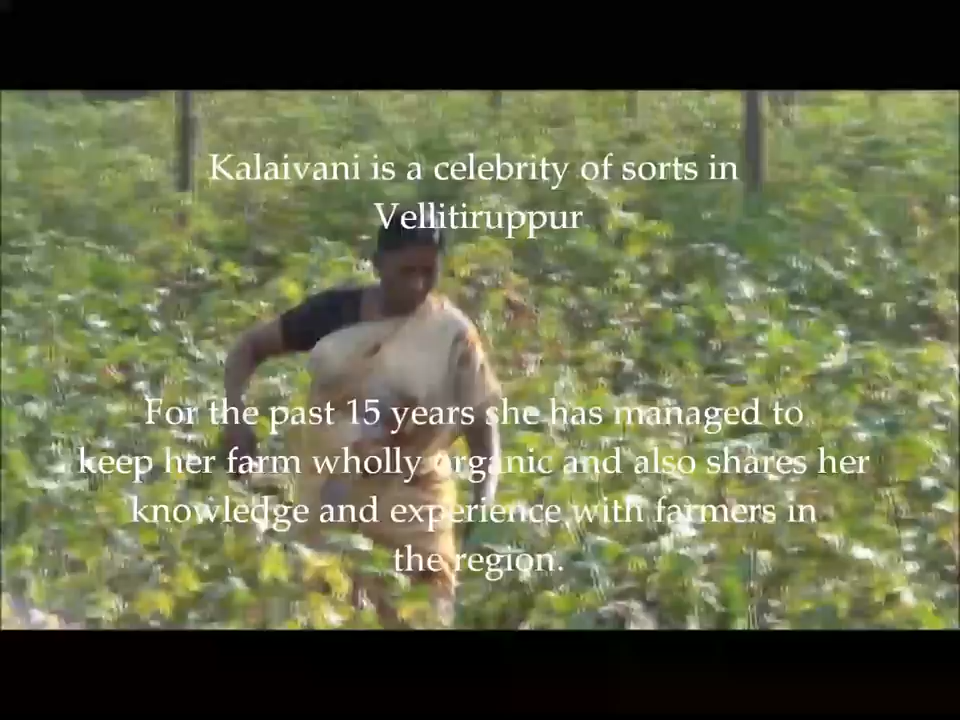 Kalaivani is a celebrity of sorts in
Vellitiruppur
For the past 15 years she has managed to
keep her farm wholly organic and also shares her
knowledge and experience with farmers in
the region.